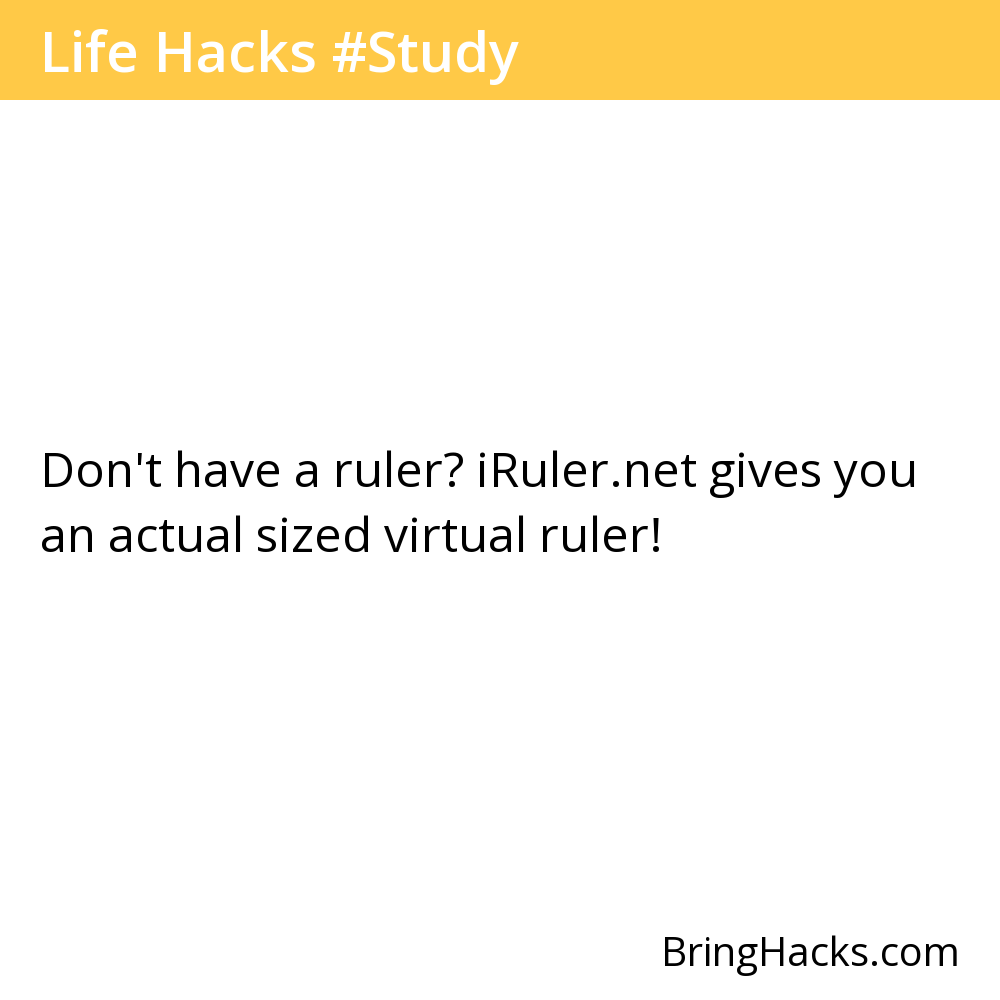 Life Hacks #Study
Don't have a ruler? iRuler.net gives you
an actual sized virtual ruler!
BringHacks.com